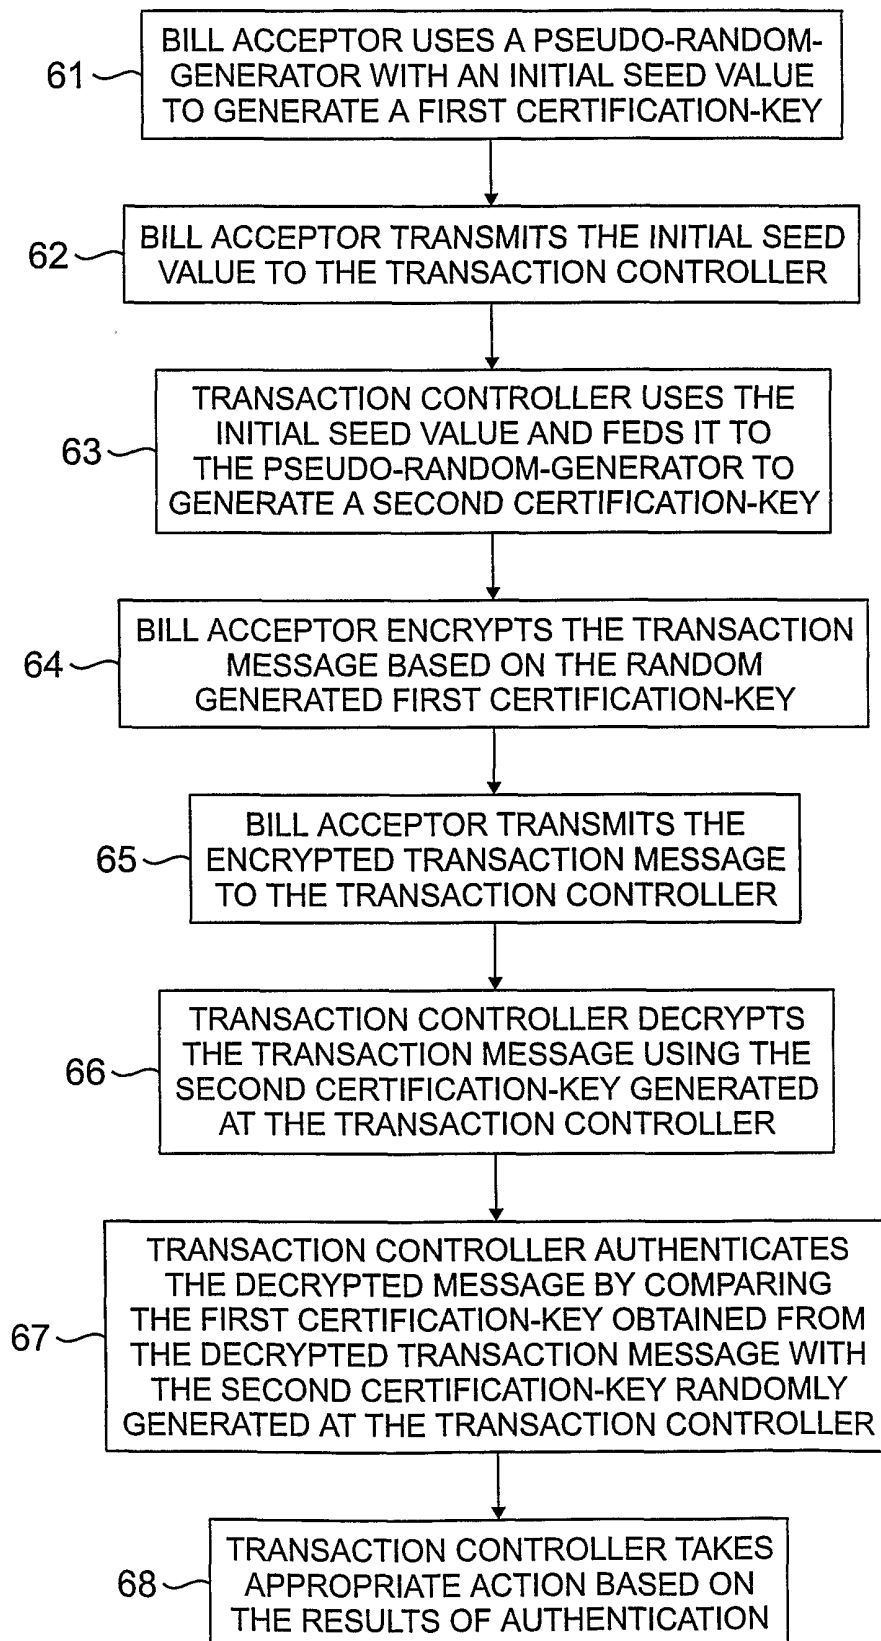 61
BILL ACCEPTOR USES A PSEUDO-RANDOM-
GENERATOR WITH AN INITIAL SEED VALUE
TO GENERATE A FIRST CERTIFICATION-KEY
62
BILL ACCEPTOR TRANSMITS THE INITIAL SEED
VALUE TO THE TRANSACTION CONTROLLER
63
TRANSACTION CONTROLLER USES THE
INITIAL SEED VALUE AND FEDS IT TO
THE PSEUDO-RANDOM-GENERATOR TO
GENERATE A SECOND CERTIFICATION-KEY
64
BILL ACCEPTOR ENCRYPTS THE TRANSACTION
MESSAGE BASED ON THE RANDOM
GENERATED FIRST CERTIFICATION-KEY
65
BILL ACCEPTOR TRANSMITS THE
ENCRYPTED TRANSACTION MESSAGE
TO THE TRANSACTION CONTROLLER
66
TRANSACTION CONTROLLER DECRYPTS
THE TRANSACTION MESSAGE USING THE
SECOND CERTIFICATION-KEY GENERATED
AT THE TRANSACTION CONTROLLER
67
TRANSACTION CONTROLLER AUTHENTICATES
THE DECRYPTED MESSAGE BY COMPARING
THE FIRST CERTIFICATION-KEY OBTAINED FROM
THE DECRYPTED TRANSACTION MESSAGE WITH
THE SECOND CERTIFICATION-KEY RANDOMLY
GENERATED AT THE TRANSACTION CONTROLLER
68
TRANSACTION CONTROLLER TAKES
APPROPRIATE ACTION BASED ON
THE RESULTS OF AUTHENTICATION